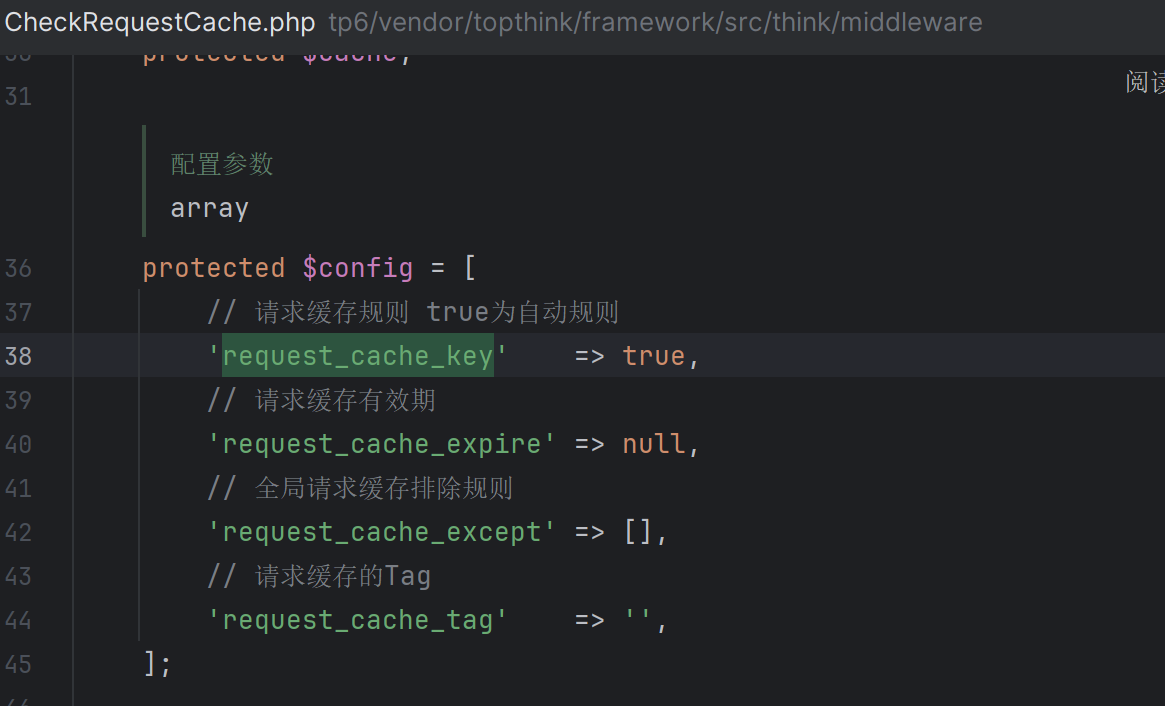 CheckRequestCache.php tp6/vendor/topthink/framework/src/think/middleware
protected $cache;
31
阅读
配置参数
array
36 protected $config = [
37 // 请求缓存规则 true为自动规则
38 'request_cache_key' => true,
39 // 请求缓存有效期
40 'request_cache_expire' => null,
41 // 全局请求缓存排除规则
42 'request_cache_except' => [],
43 // 请求缓存的Tag
44 'request_cache_tag' => '',
45 ];